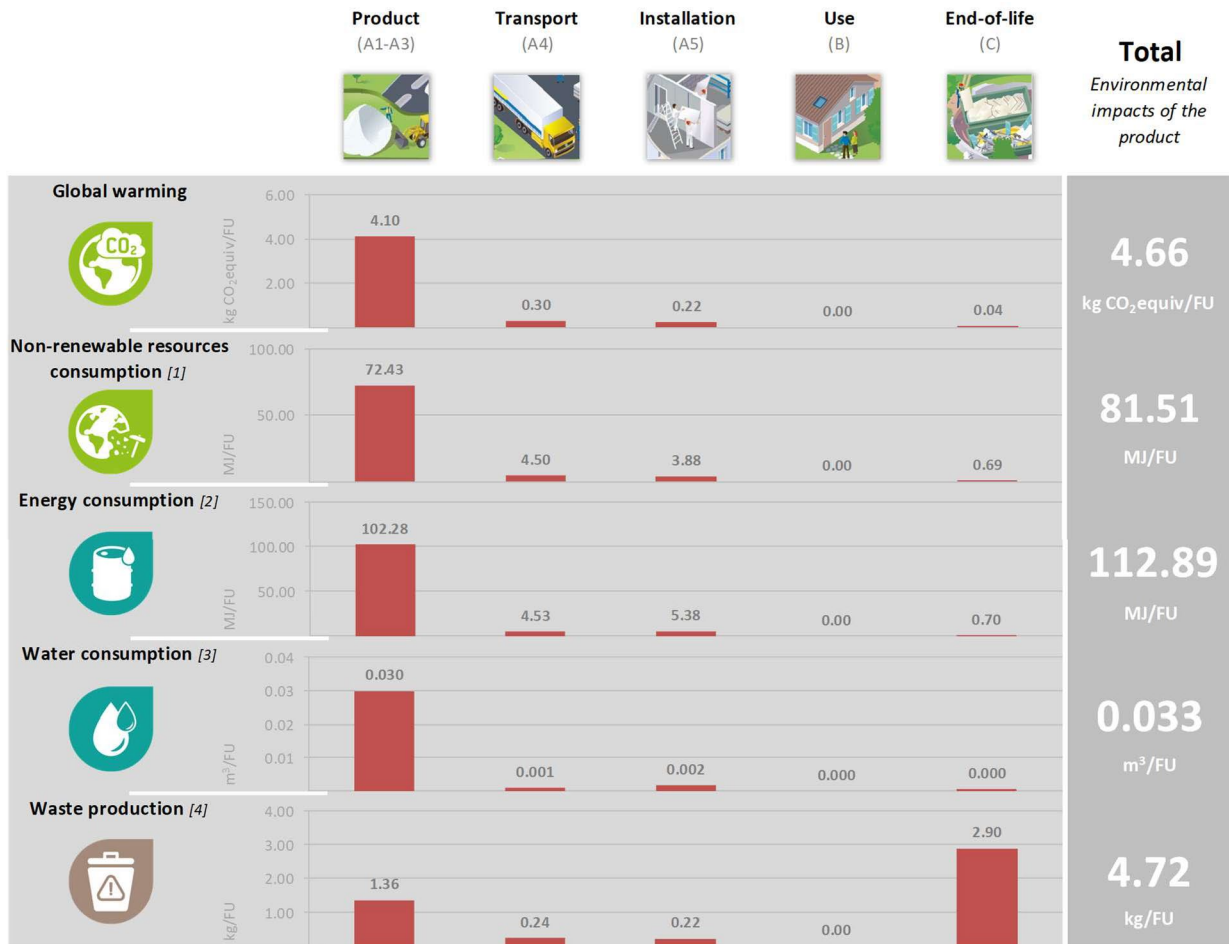 Product
(A1-A3)
Transport
(A4)
Installation
(A5)
Use
(B)
End-of-life
(C)
Total
Environmental
impacts of the
product
Global warming
CO₂
kg CO₂equiv/FU
6.00
4.00
2.00
4.10
0.30
0.22
0.00
0.04
4.66
kg CO₂equiv/FU
Non-renewable resources
consumption [1]
MJ/FU
100.00
50.00
72.43
4.50
3.88
0.00
0.69
81.51
MJ/FU
Energy consumption [2]
MJ/FU
150.00
100.00
50.00
102.28
4.53
5.38
0.00
0.70
112.89
MJ/FU
Water consumption [3]
m³/FU
0.04
0.03
0.02
0.01
0.030
0.001
0.002
0.000
0.000
0.033
m³/FU
Waste production [4]
kg/FU
4.00
3.00
2.00
1.00
1.36
0.24
0.22
0.00
2.90
4.72
kg/FU